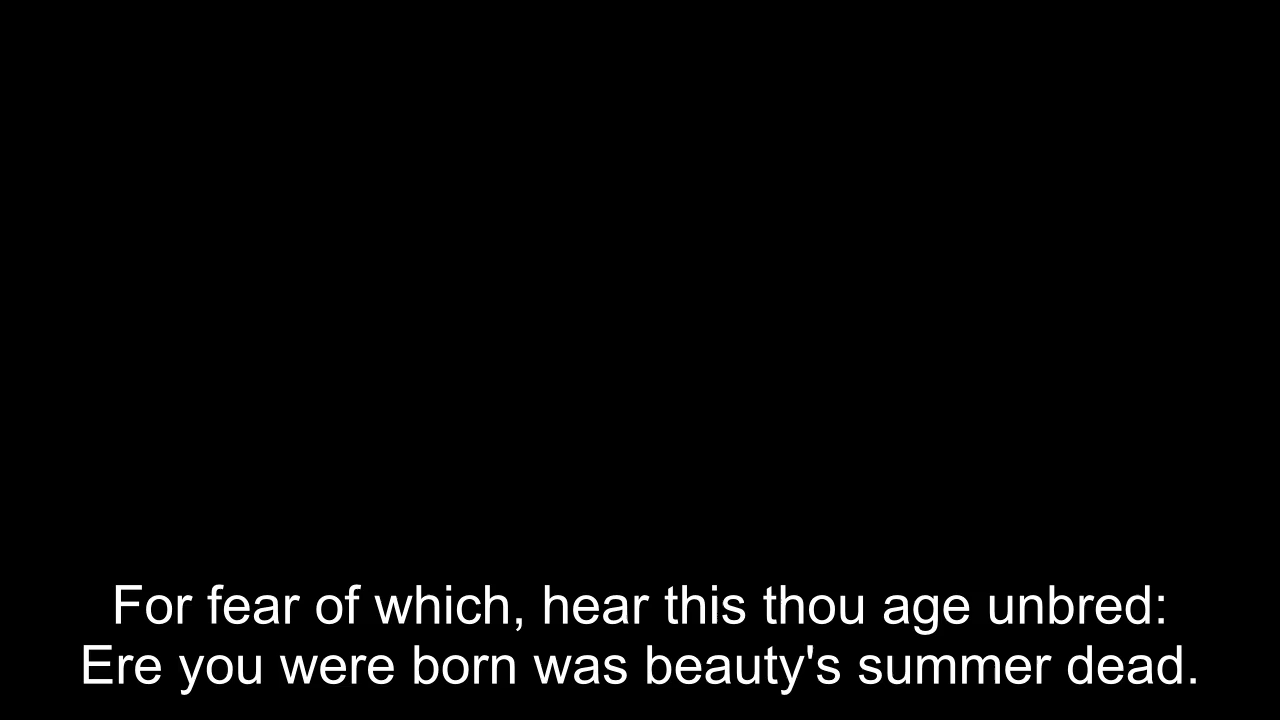 For fear of which, hear this thou age unbred:
Ere you were born was beauty's summer dead.